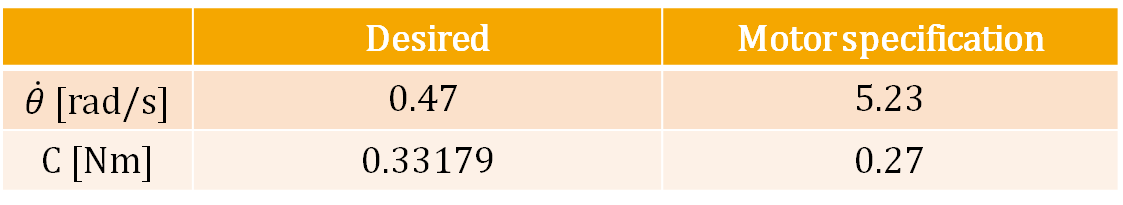 Desired Motor specification
θ̇ [rad/s] 0.47 5.23
C [Nm] 0.33179 0.27